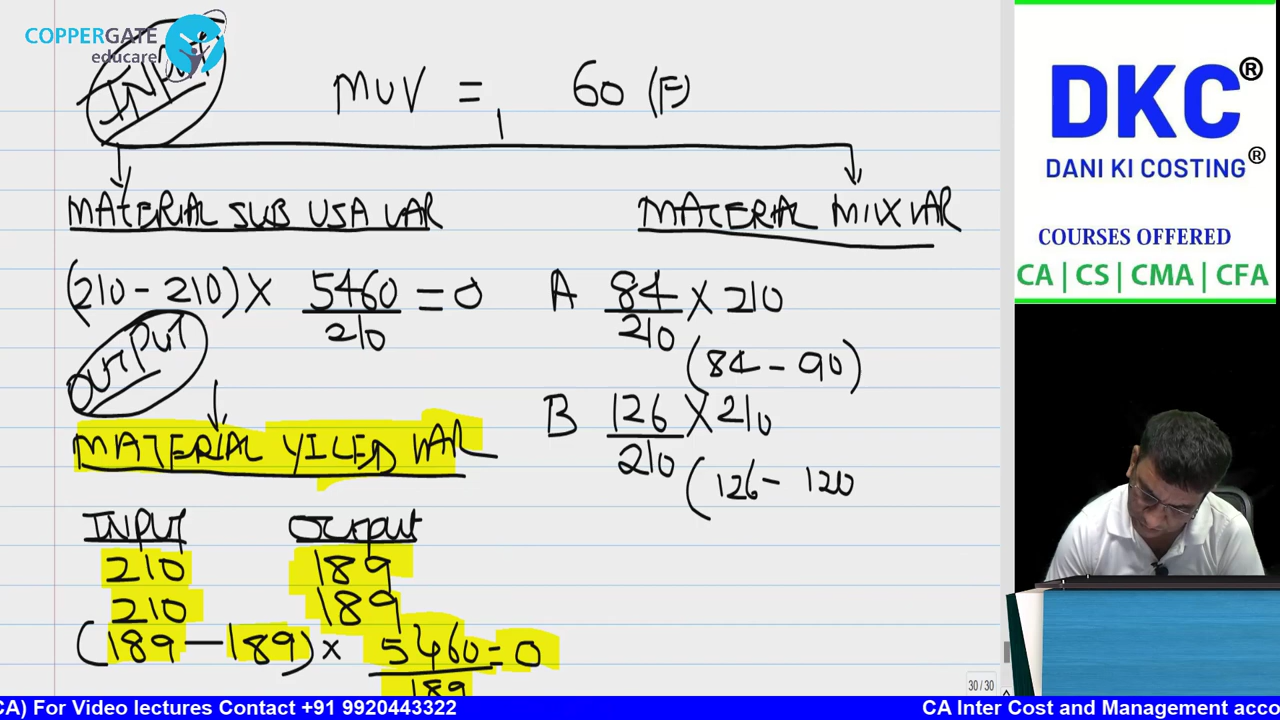 COPPERGATE
educare
INPUT
MUV = 60 (F)
MATERIAL SUB USA VAR
(210 - 210) X 5460 = 0
210
OUTPUT
MATERIAL YILED VAR
INPUT OUTPUT
210 189
210 189
(189 - 189) x 5460 = 0
189
MATERIAL MIX VAR
A 84 X 210
210
(84 - 90)
B 126 X 210
210
(126 - 120
30 / 30
DKC®
DANI KI COSTING®
COURSES OFFERED
CA | CS | CMA | CFA
CA) For Video lectures Contact +91 9920443322
CA Inter Cost and Management acco